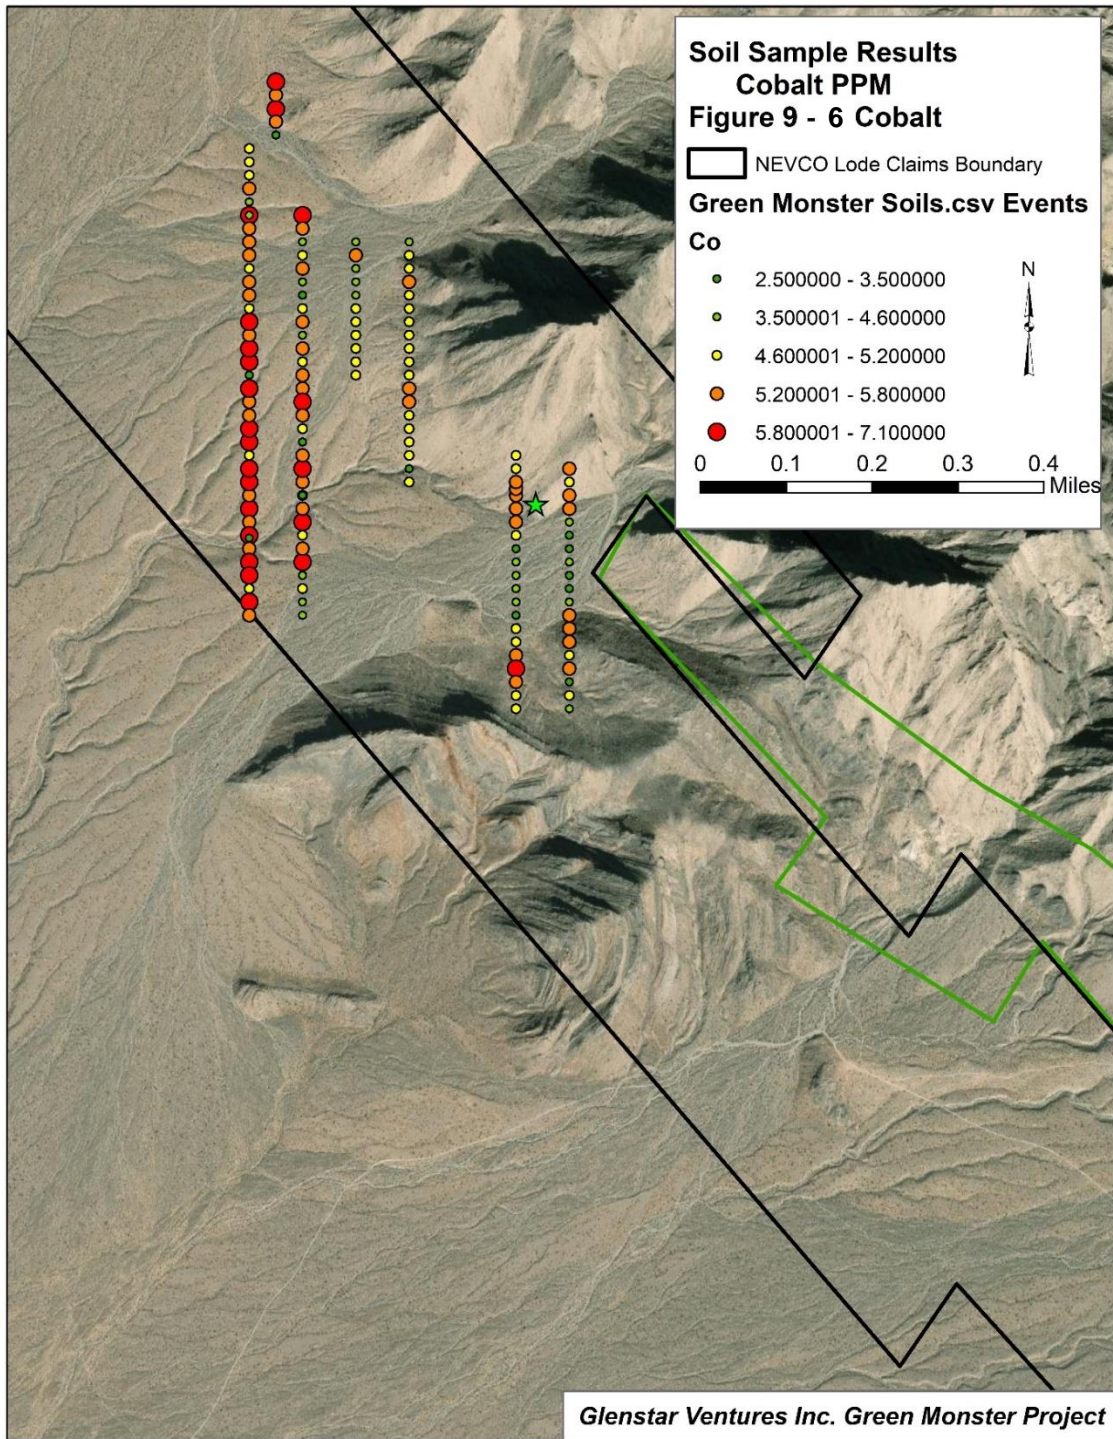 Soil Sample Results
Cobalt PPM
Figure 9 - 6 Cobalt
NEVCO Lode Claims Boundary
Green Monster Soils.csv Events
Co
2.500000 - 3.500000
3.500001 - 4.600000
4.600001 - 5.200000
5.200001 - 5.800000
5.800001 - 7.100000
N
0 0.1 0.2 0.3 0.4
Miles
Glenstar Ventures Inc. Green Monster Project